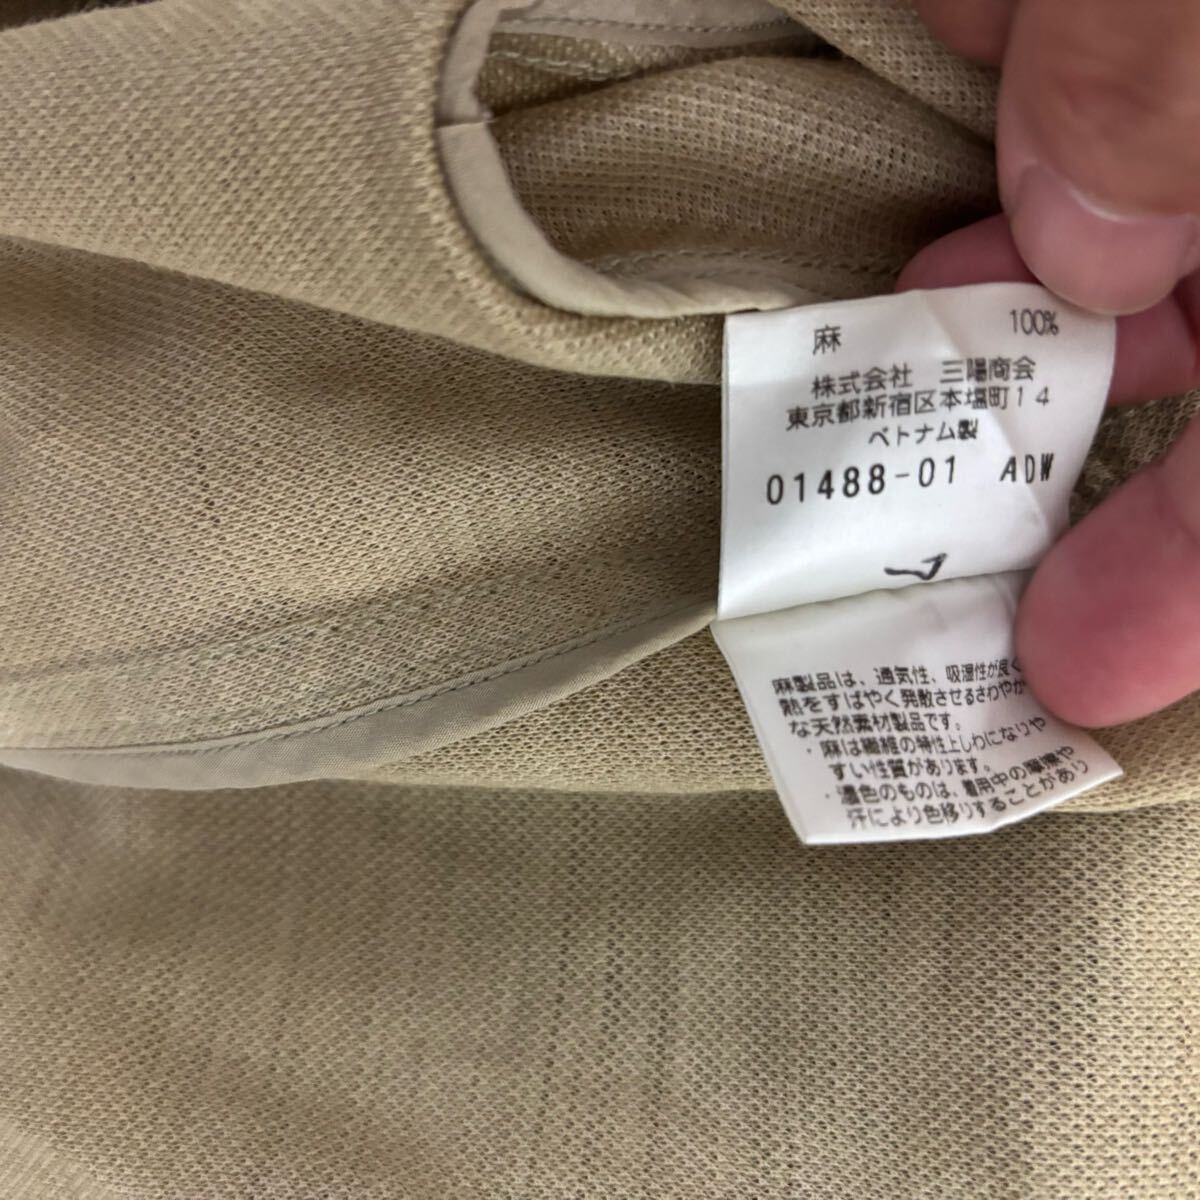 麻 100%
株式会社 三陽商会
東京都新宿区本塩町14
ベトナム製
01488-01 ADW
麻製品は、通気性、吸湿性が良く
熱をすばやく発散させるさわやか
な天然素材製品です。
・麻は繊維の特性上しわになりや
すい性質があります。
・濃色のものは、着用中の摩擦や
汗により色移りすることがあり